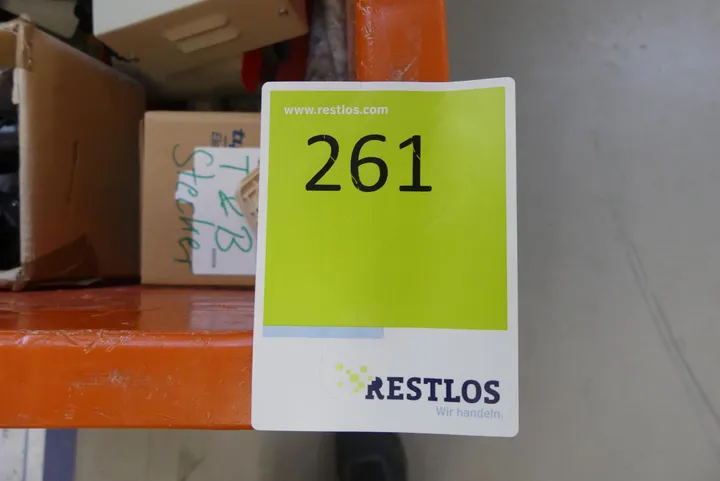 www.restlos.com
261
T & B
Stecker
RESTLOS
Wir handeln.